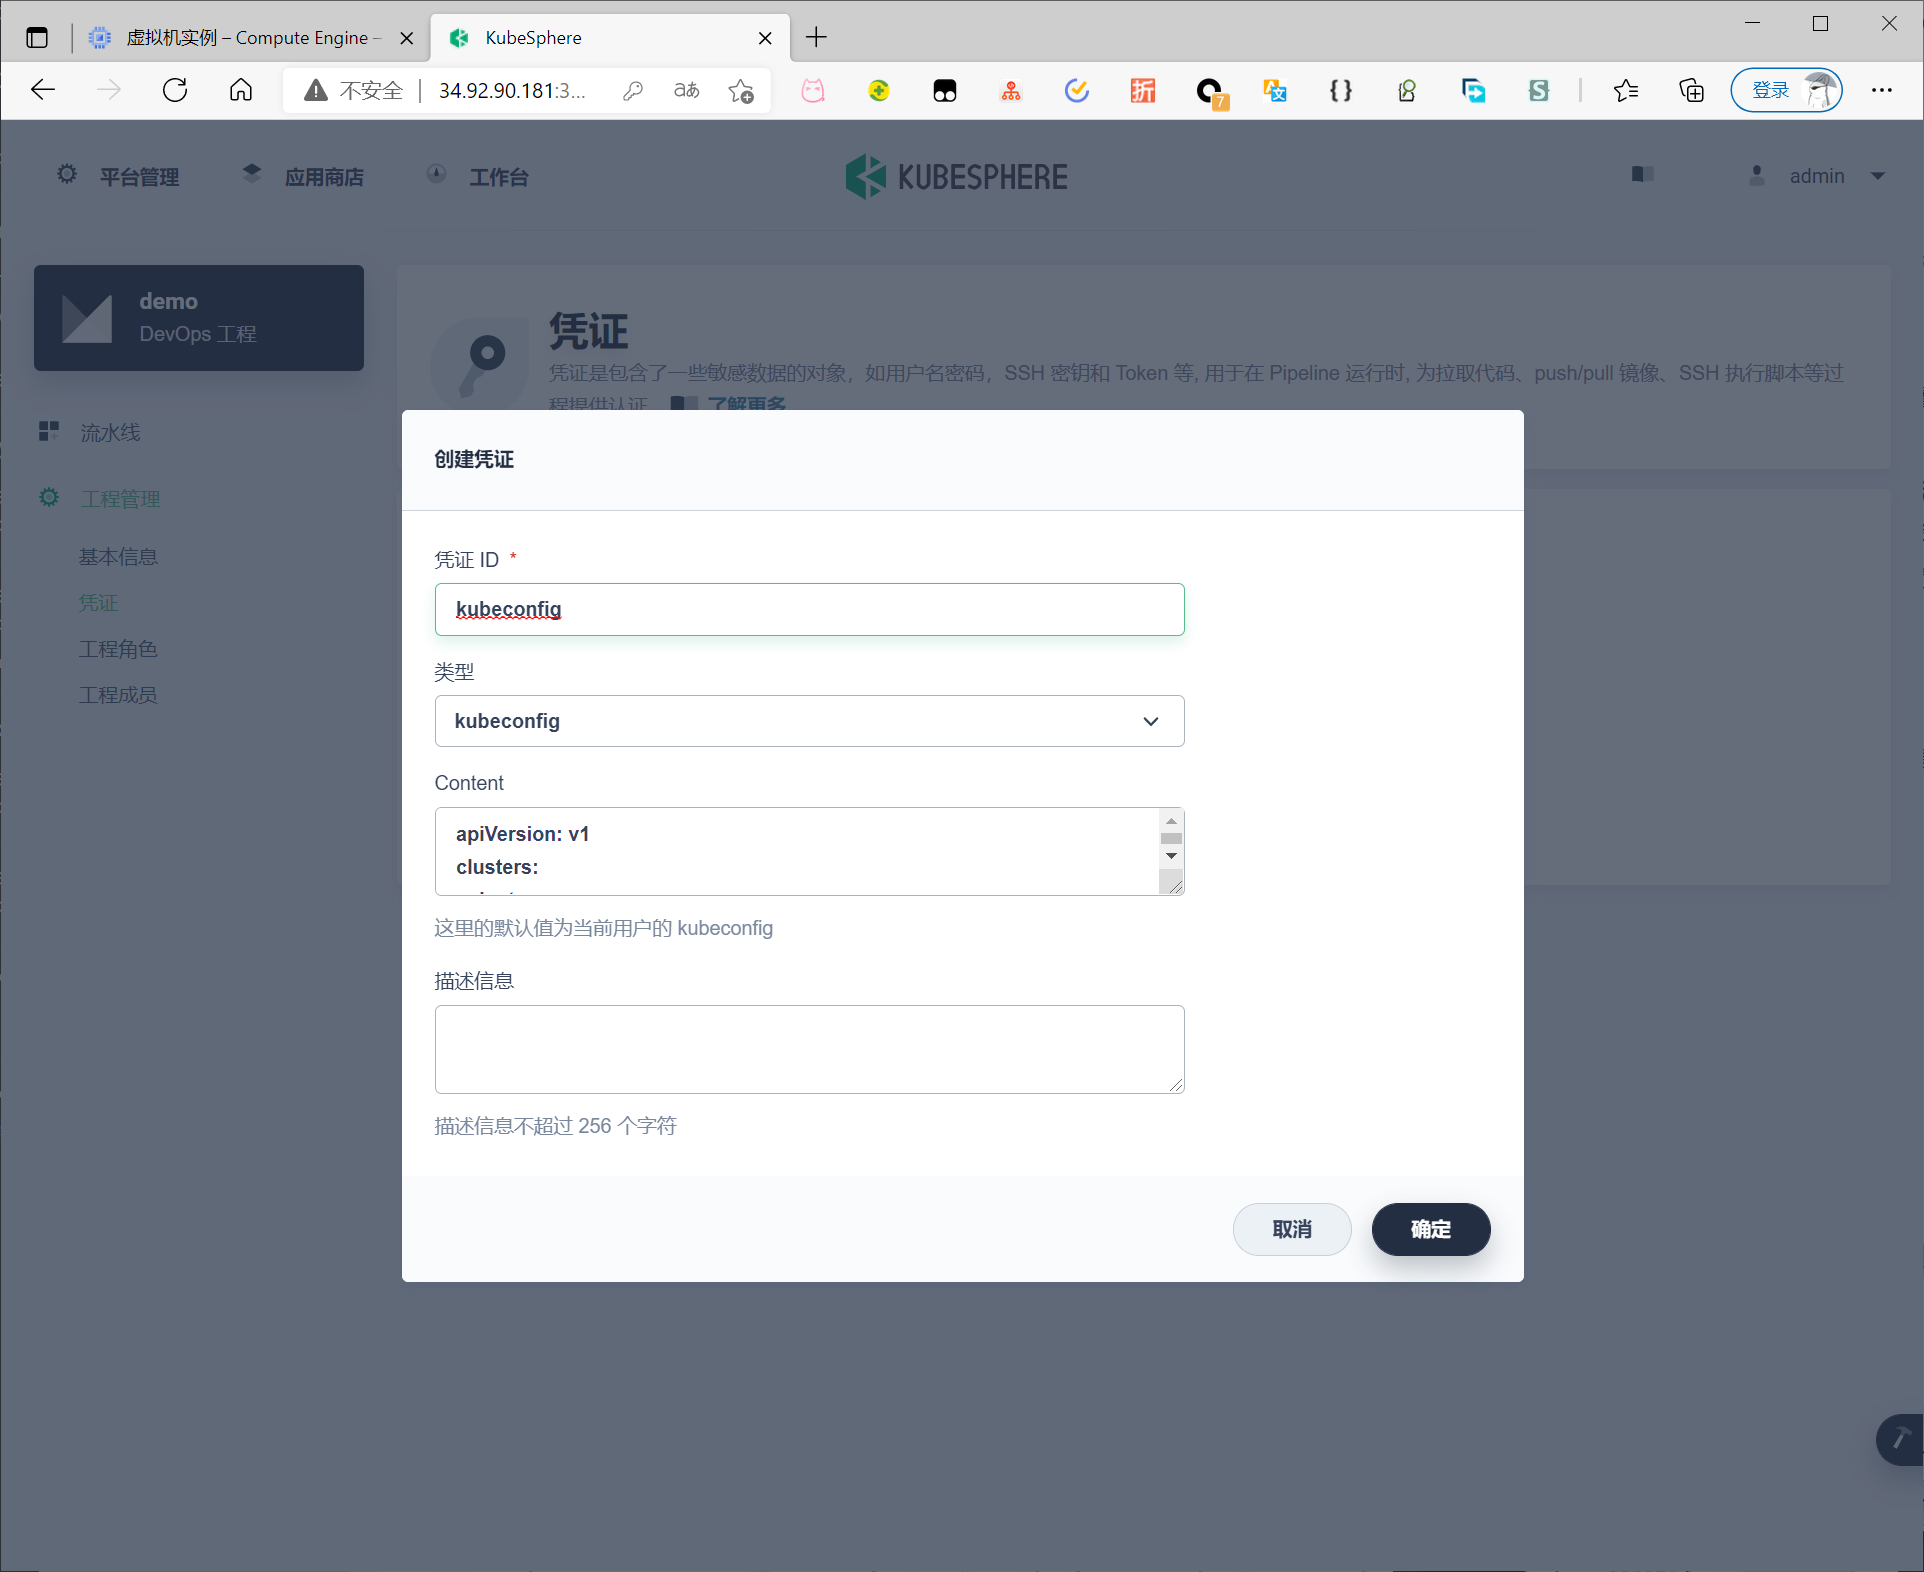 虚拟机实例 – Compute Engine –
KubeSphere
不安全
34.92.90.181:3...
aあ
折
7
登录
平台管理
应用商店
工作台
KUBESPHERE
admin
demo
DevOps 工程
凭证
凭证是包含了一些敏感数据的对象，如用户名密码，SSH 密钥和 Token 等, 用于在 Pipeline 运行时, 为拉取代码、push/pull 镜像、SSH 执行脚本等过
程提供认证。 了解更多
流水线
工程管理
基本信息
凭证
工程角色
工程成员
创建凭证
凭证 ID *
kubeconfig
类型
kubeconfig
Content
apiVersion: v1
clusters:
这里的默认值为当前用户的 kubeconfig
描述信息
描述信息不超过 256 个字符
取消
确定